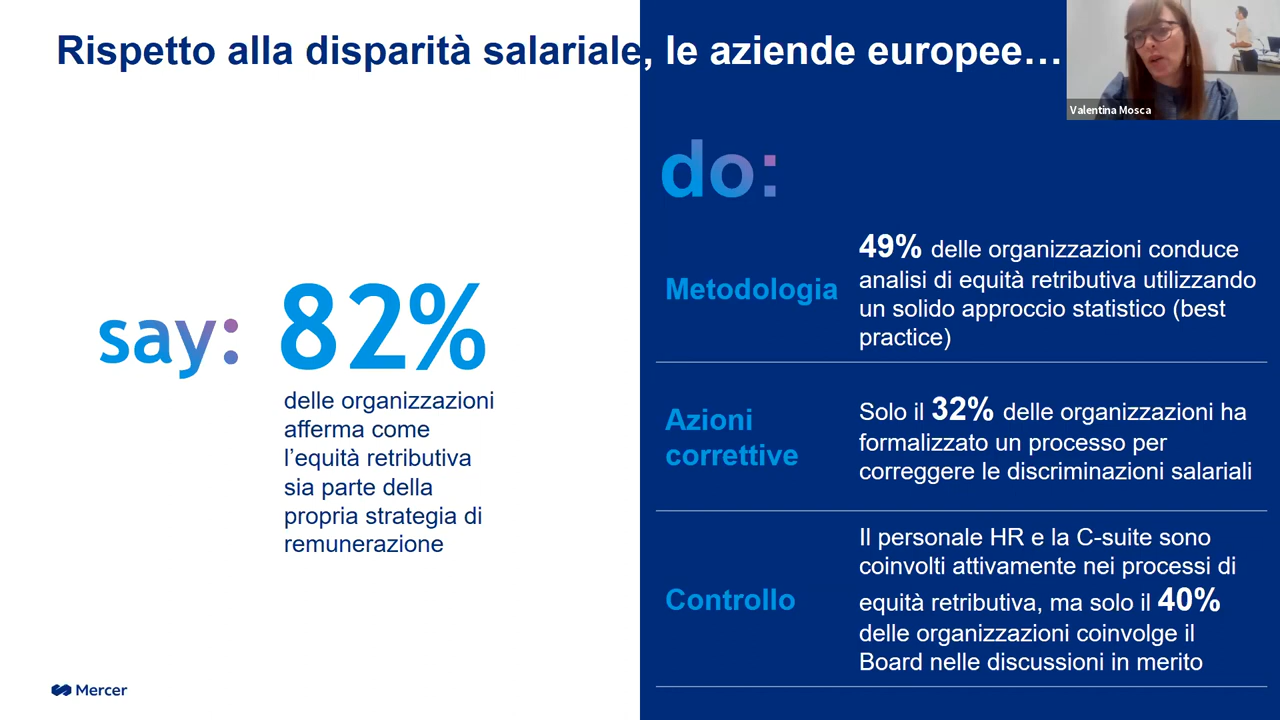 Rispetto alla disparità salariale, le aziende europee…
Valentina Mosca
say: 82%
delle organizzazioni
afferma come
l’equità retributiva
sia parte della
propria strategia di
remunerazione
do:
Metodologia
49% delle organizzazioni conduce
analisi di equità retributiva utilizzando
un solido approccio statistico (best
practice)
Azioni
correttive
Solo il 32% delle organizzazioni ha
formalizzato un processo per
correggere le discriminazioni salariali
Controllo
Il personale HR e la C-suite sono
coinvolti attivamente nei processi di
equità retributiva, ma solo il 40%
delle organizzazioni coinvolge il
Board nelle discussioni in merito
Mercer